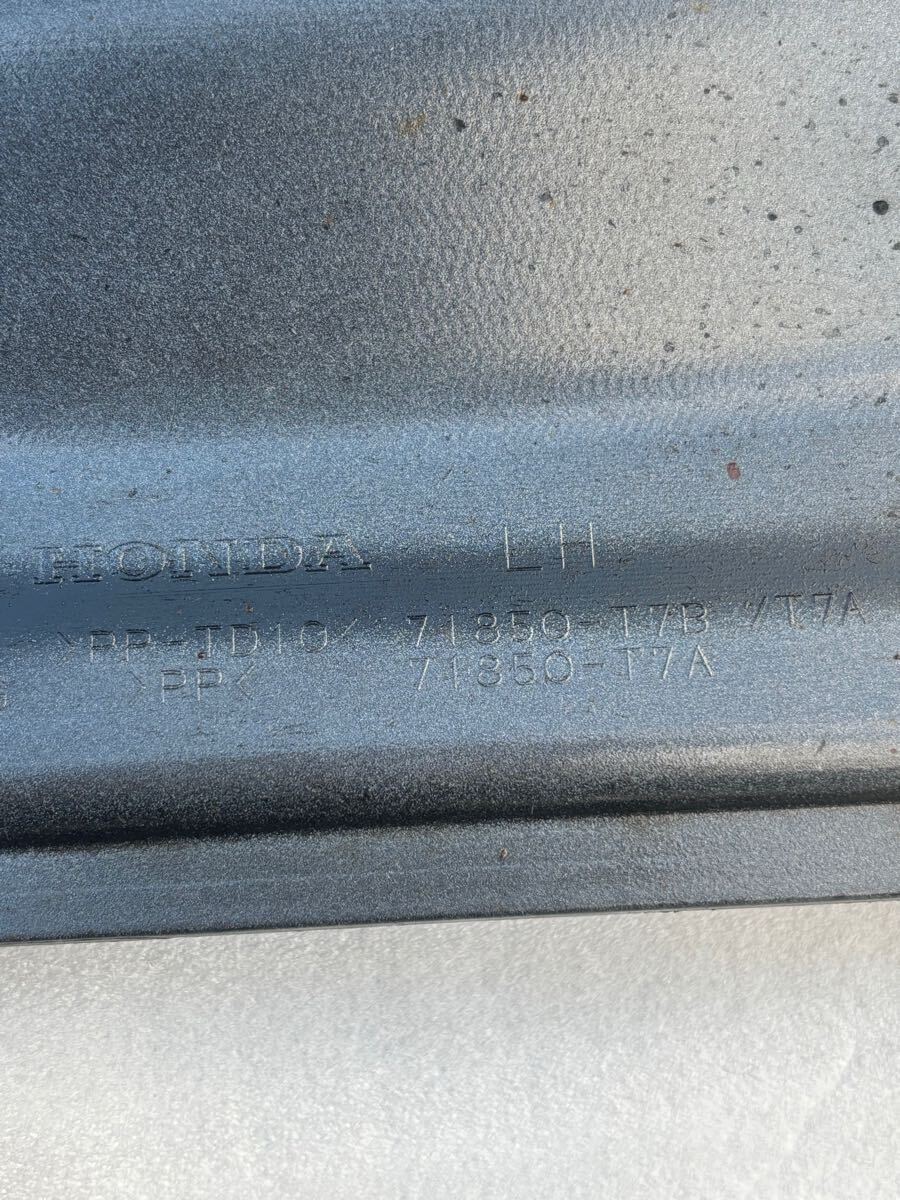 HONDA LH
>PP-TD10< 71850-T7B /T7A
>PP< 71850-T7A